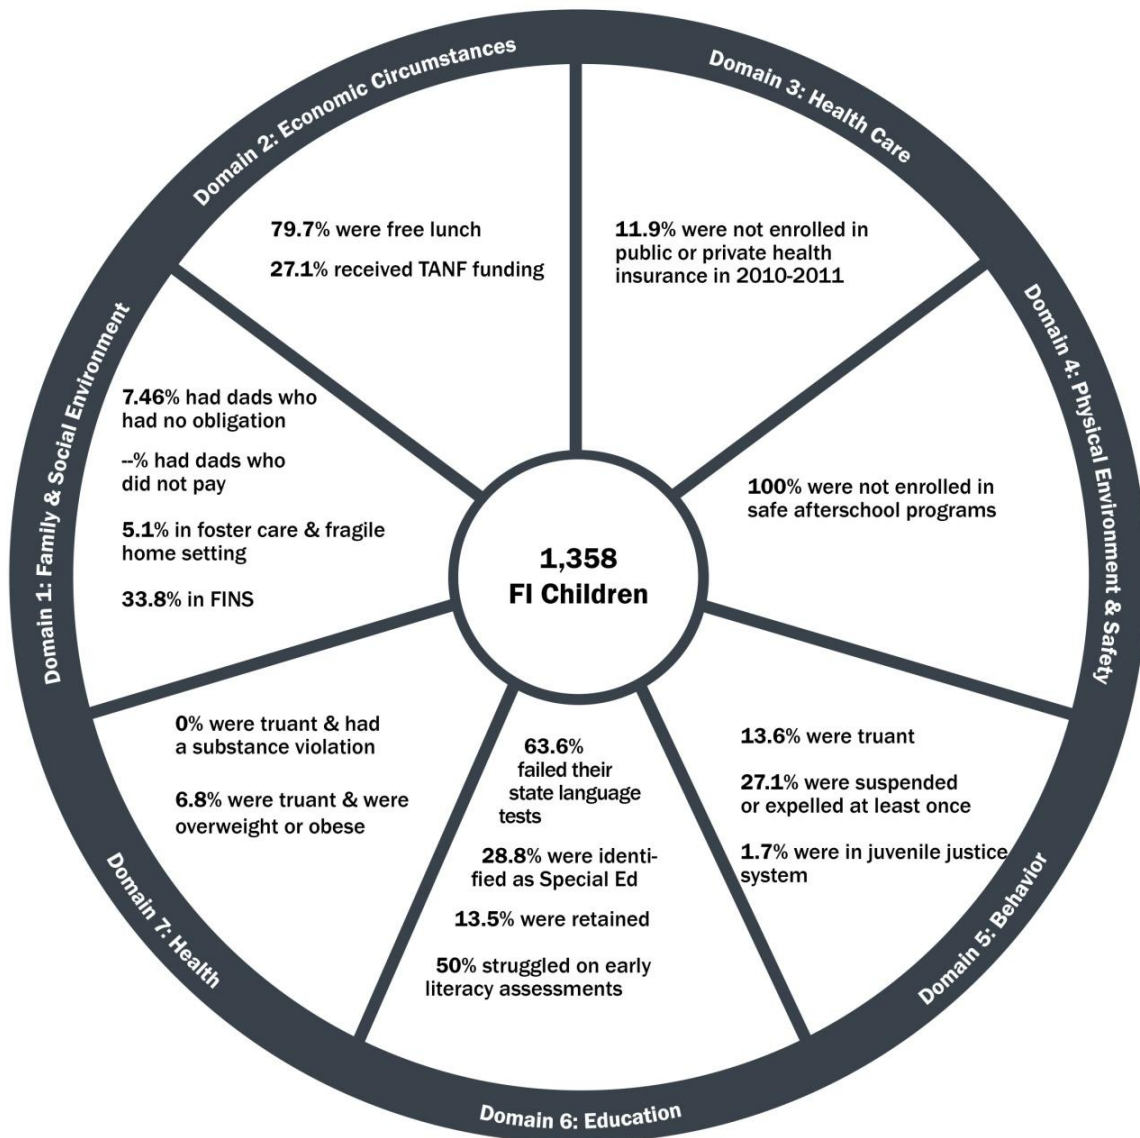 Domain 1: Family & Social Environment
7.46% had dads who
had no obligation
--% had dads who
did not pay
5.1% in foster care & fragile
home setting
33.8% in FINS
Domain 2: Economic Circumstances
79.7% were free lunch
27.1% received TANF funding
Domain 3: Health Care
11.9% were not enrolled in
public or private health
insurance in 2010-2011
Domain 4: Physical Environment & Safety
100% were not enrolled in
safe afterschool programs
Domain 5: Behavior
13.6% were truant
27.1% were suspended
or expelled at least once
1.7% were in juvenile justice
system
Domain 6: Education
63.6%
failed their
state language
tests
28.8% were identi-
fied as Special Ed
13.5% were retained
50% struggled on early
literacy assessments
Domain 7: Health
0% were truant & had
a substance violation
6.8% were truant & were
overweight or obese
1,358
FI Children